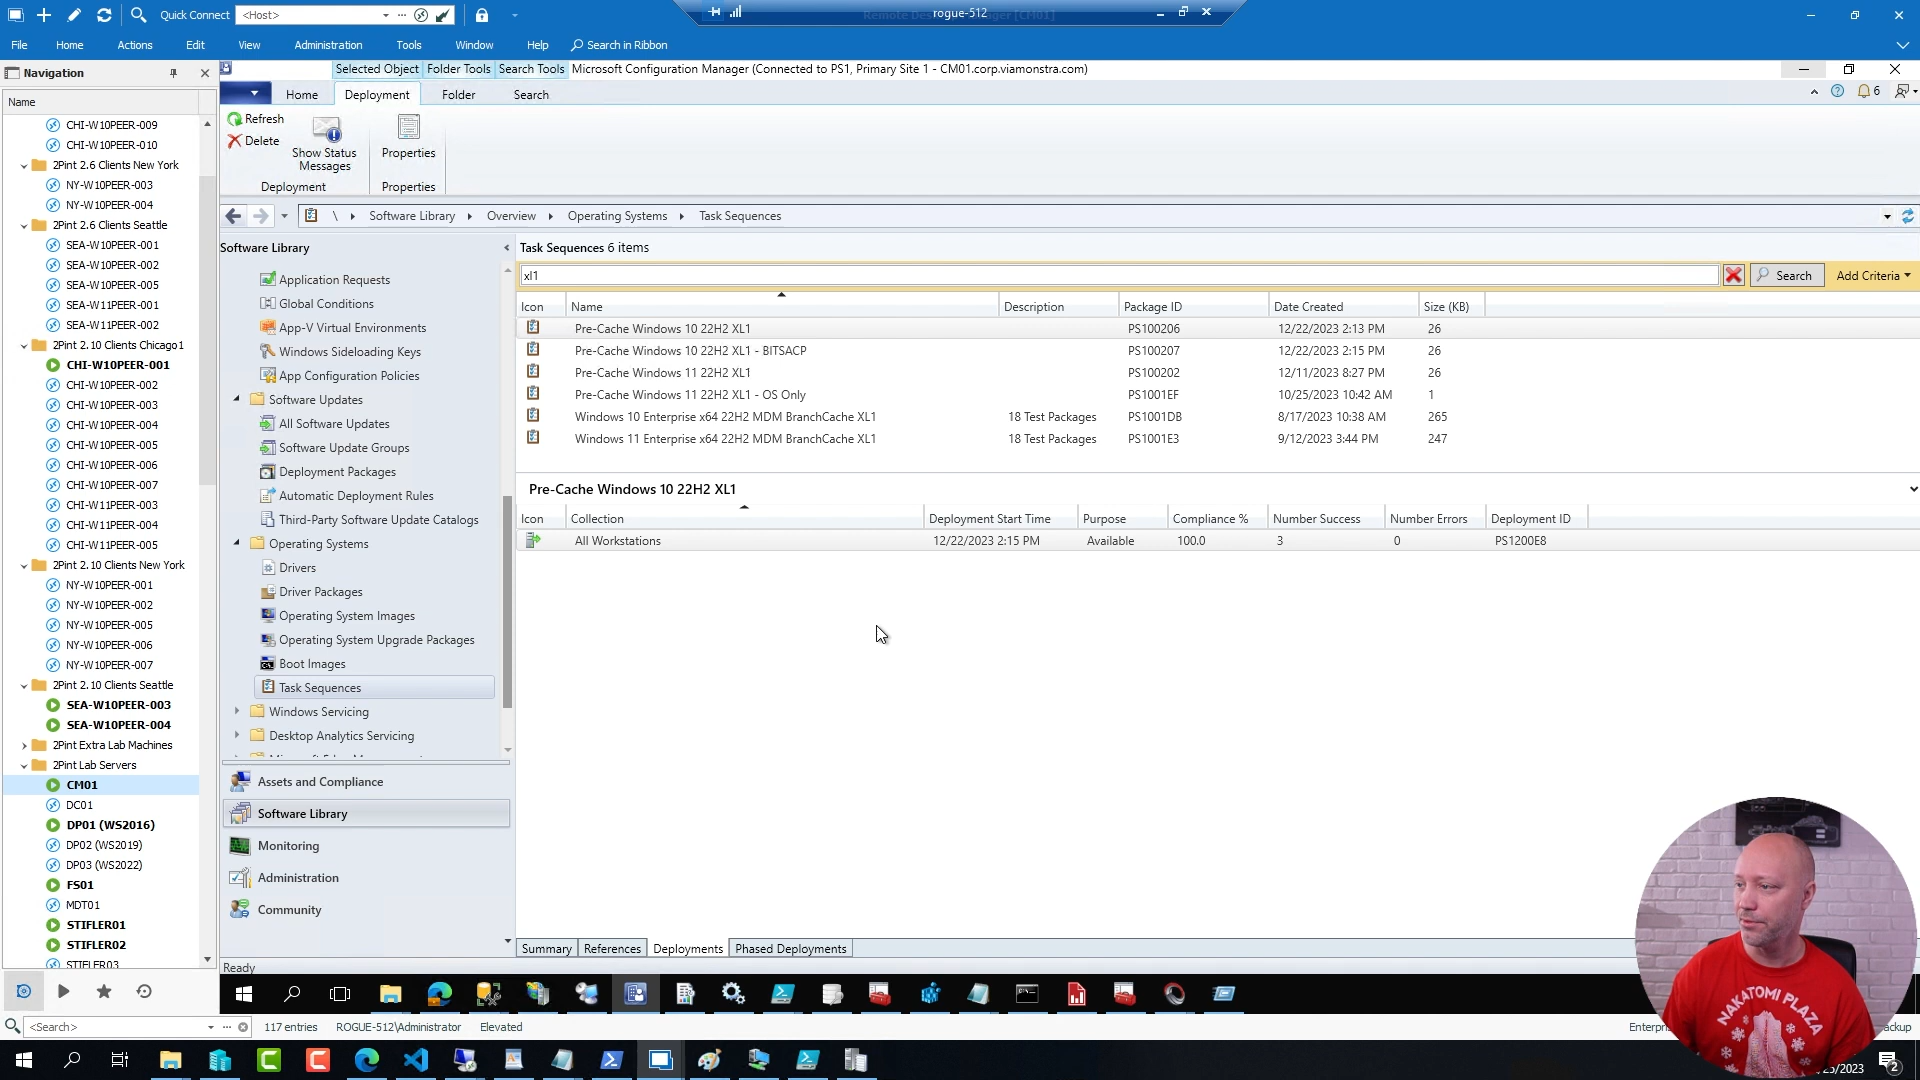 Quick Connect
<Host>
rogue-512
Remote Desktop Manager [CM01]
File
Home
Actions
Edit
View
Administration
Tools
Window
Help
Search in Ribbon
Navigation
Name
CHI-W10PEER-009
CHI-W10PEER-010
2Pint 2.6 Clients New York
NY-W10PEER-003
NY-W10PEER-004
2Pint 2.6 Clients Seattle
SEA-W10PEER-001
SEA-W10PEER-002
SEA-W10PEER-005
SEA-W11PEER-001
SEA-W11PEER-002
2Pint 2.10 Clients Chicago1
CHI-W10PEER-001
CHI-W10PEER-002
CHI-W10PEER-003
CHI-W10PEER-004
CHI-W10PEER-005
CHI-W10PEER-006
CHI-W10PEER-007
CHI-W11PEER-003
CHI-W11PEER-004
CHI-W11PEER-005
2Pint 2.10 Clients New York
NY-W10PEER-001
NY-W10PEER-002
NY-W10PEER-005
NY-W10PEER-006
NY-W10PEER-007
2Pint 2.10 Clients Seattle
SEA-W10PEER-003
SEA-W10PEER-004
2Pint Extra Lab Machines
2Pint Lab Servers
CM01
DC01
DP01 (WS2016)
DP02 (WS2019)
DP03 (WS2022)
FS01
MDT01
STIFLER01
STIFLER02
STIFLER03
Selected Object
Folder Tools
Search Tools
Microsoft Configuration Manager (Connected to PS1, Primary Site 1 - CM01.corp.viamonstra.com)
Home
Deployment
Folder
Search
6
Refresh
Delete
Show Status Messages
Properties
Deployment
Properties
\ Software Library Overview Operating Systems Task Sequences
Software Library
Application Requests
Global Conditions
App-V Virtual Environments
Windows Sideloading Keys
App Configuration Policies
Software Updates
All Software Updates
Software Update Groups
Deployment Packages
Automatic Deployment Rules
Third-Party Software Update Catalogs
Operating Systems
Drivers
Driver Packages
Operating System Images
Operating System Upgrade Packages
Boot Images
Task Sequences
Windows Servicing
Desktop Analytics Servicing
Assets and Compliance
Software Library
Monitoring
Administration
Community
Task Sequences 6 items
xl1
Search
Add Criteria
Icon Name Description Package ID Date Created Size (KB)
Pre-Cache Windows 10 22H2 XL1 PS100206 12/22/2023 2:13 PM 26
Pre-Cache Windows 10 22H2 XL1 - BITSACP PS100207 12/22/2023 2:15 PM 26
Pre-Cache Windows 11 22H2 XL1 PS100202 12/11/2023 8:27 PM 26
Pre-Cache Windows 11 22H2 XL1 - OS Only PS1001EF 10/25/2023 10:42 AM 1
Windows 10 Enterprise x64 22H2 MDM BranchCache XL1 18 Test Packages PS1001DB 8/17/2023 10:38 AM 265
Windows 11 Enterprise x64 22H2 MDM BranchCache XL1 18 Test Packages PS1001E3 9/12/2023 3:44 PM 247
Pre-Cache Windows 10 22H2 XL1
Icon Collection Deployment Start Time Purpose Compliance % Number Success Number Errors Deployment ID
All Workstations 12/22/2023 2:15 PM Available 100.0 3 0 PS1200E8
Summary References Deployments Phased Deployments
Ready
<Search>
117 entries
ROGUE-512\Administrator
Elevated
NAKATOMI PLAZA
2